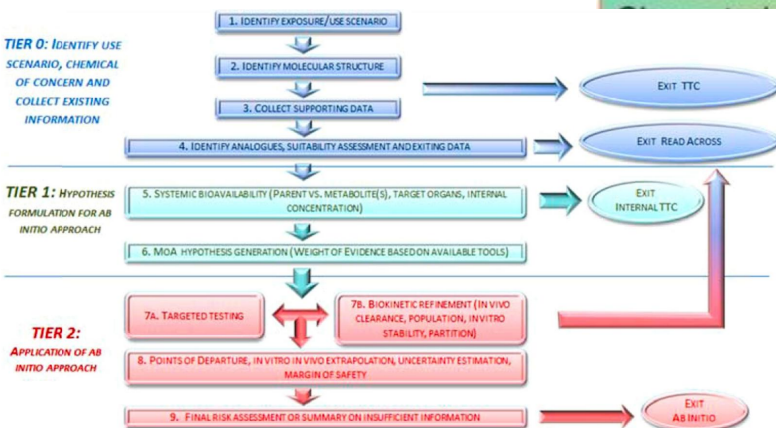 1. IDENTIFY EXPOSURE/USE SCENARIO
TIER 0: IDENTIFY USE
SCENARIO, CHEMICAL
OF CONCERN AND
COLLECT EXISTING
INFORMATION
2. IDENTIFY MOLECULAR STRUCTURE
3. COLLECT SUPPORTING DATA
EXIT TTC
4. IDENTIFY ANALOGUES, SUITABILITY ASSESSMENT AND EXITING DATA
EXIT READ ACROSS
TIER 1: HYPOTHESIS
FORMULATION FOR AB
INITIO APPROACH
5. SYSTEMIC BIOAVAILABILITY (PARENT VS. METABOLITE(S), TARGET ORGANS, INTERNAL
CONCENTRATION)
EXIT
INTERNAL TTC
6. MOA HYPOTHESIS GENERATION (WEIGHT OF EVIDENCE BASED ON AVAILABLE TOOLS)
TIER 2:
APPLICATION OF AB
INITIO APPROACH
7A. TARGETED TESTING
7B. BIOKINETIC REFINEMENT (IN VIVO
CLEARANCE, POPULATION, IN VITRO
STABILITY, PARTITION)
8. POINTS OF DEPARTURE, IN VITRO IN VIVO EXTRAPOLATION, UNCERTAINTY ESTIMATION,
MARGIN OF SAFETY
9. FINAL RISK ASSESSMENT OR SUMMARY ON INSUFFICIENT INFORMATION
EXIT
AB INITIO